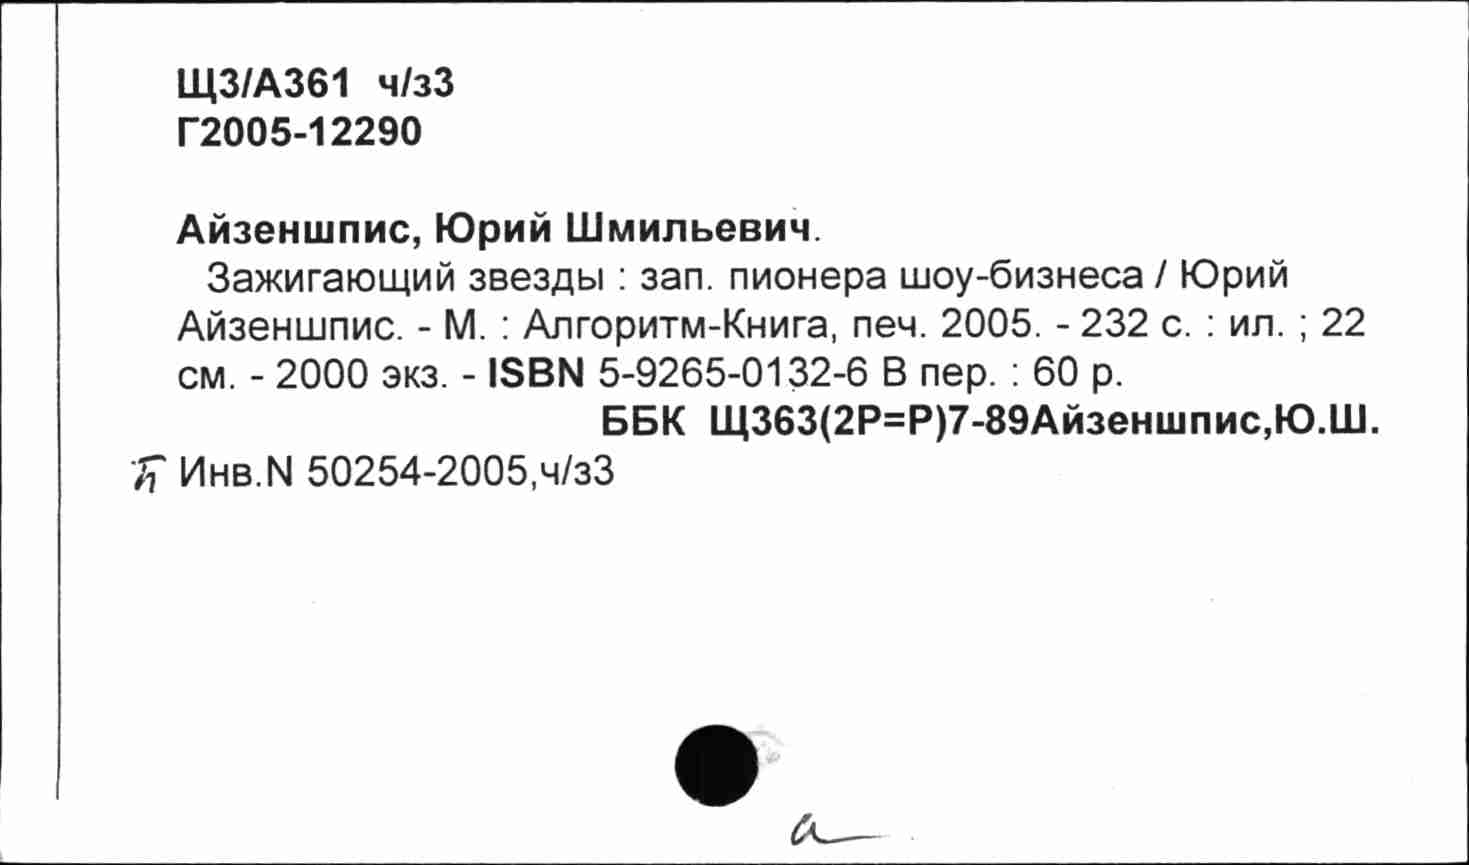 Щ3/А361 ч/з3
Г2005-12290
Айзеншпис, Юрий Шмильевич.
Зажигающий звезды : зап. пионера шоу-бизнеса / Юрий
Айзеншпис. - М. : Алгоритм-Книга, печ. 2005. - 232 с. : ил. ; 22
см. - 2000 экз. - ISBN 5-9265-0132-6 В пер. : 60 р.
ББК Щ363(2Р=Р)7-89Айзеншпис,Ю.Ш.
Инв.N 50254-2005,ч/з3
а